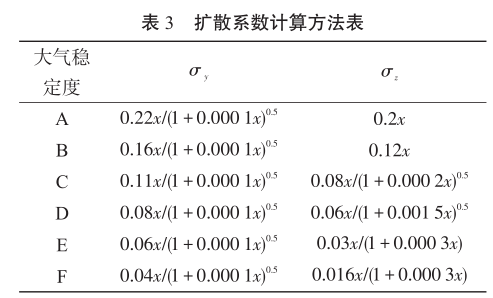 表 3 扩散系数计算方法表
大气稳
定度
σy
σz
A 0.22x/(1+0.000 1x)^0.5 0.2x
B 0.16x/(1+0.000 1x)^0.5 0.12x
C 0.11x/(1+0.000 1x)^0.5 0.08x/(1+0.000 2x)^0.5
D 0.08x/(1+0.000 1x)^0.5 0.06x/(1+0.001 5x)^0.5
E 0.06x/(1+0.000 1x)^0.5 0.03x/(1+0.000 3x)
F 0.04x/(1+0.000 1x)^0.5 0.016x/(1+0.000 3x)